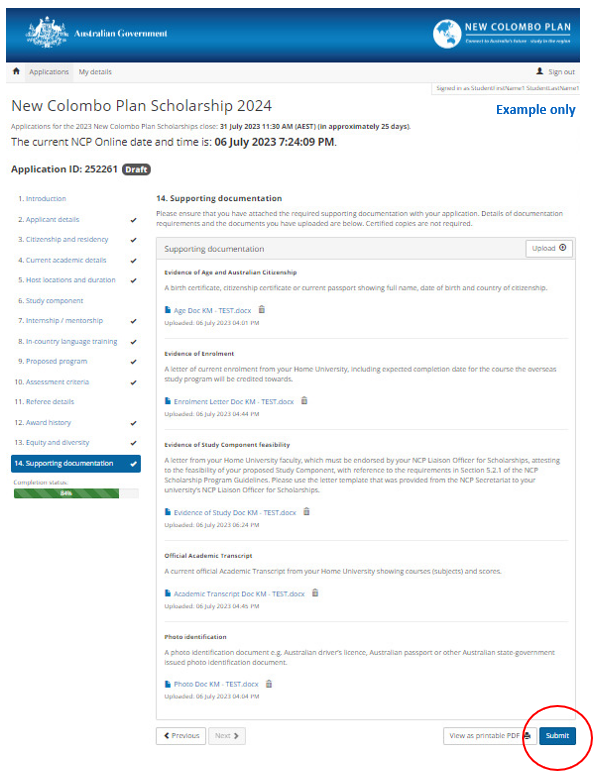 Australian Government
NEW COLOMBO PLAN
Connect to Australia's future - study in the region
Applications My details
Sign out
Signed in as StudentFirstName1 StudentLastName1
New Colombo Plan Scholarship 2024
Example only
Applications for the 2023 New Colombo Plan Scholarships close: 31 July 2023 11:30 AM (AEST) (in approximately 25 days).
The current NCP Online date and time is: 06 July 2023 7:24:09 PM.
Application ID: 252261 Draft
1. Introduction
2. Applicant details
3. Citizenship and residency
4. Current academic details
5. Host locations and duration
6. Study component
7. Internship / mentorship
8. In-country language training
9. Proposed program
10. Assessment criteria
11. Referee details
12. Award history
13. Equity and diversity
14. Supporting documentation
Completion status:
84%
14. Supporting documentation
Please ensure that you have attached the required supporting documentation with your application. Details of documentation
requirements and the documents you have uploaded are below. Certified copies are not required.
Supporting documentation
Upload
Evidence of Age and Australian Citizenship
A birth certificate, citizenship certificate or current passport showing full name, date of birth and country of citizenship.
Age Doc KM - TEST.docx
Uploaded: 06 July 2023 04:01 PM
Evidence of Enrolment
A letter of current enrolment from your Home University, including expected completion date for the course the overseas
study program will be credited towards.
Enrolment Letter Doc KM - TEST.docx
Uploaded: 06 July 2023 04:44 PM
Evidence of Study Component feasibility
A letter from your Home University faculty, which must be endorsed by your NCP Liaison Officer for Scholarships, attesting
to the feasibility of your proposed Study Component, with reference to the requirements in Section 5.2.1 of the NCP
Scholarship Program Guidelines. Please use the letter template that was provided from the NCP Secretariat to your
university's NCP Liaison Officer for Scholarships.
Evidence of Study Doc KM - TEST.docx
Uploaded: 06 July 2023 06:24 PM
Official Academic Transcript
A current official Academic Transcript from your Home University showing courses (subjects) and scores.
Academic Transcript Doc KM - TEST.docx
Uploaded: 06 July 2023 04:45 PM
Photo identification
A photo identification document e.g. Australian driver's licence, Australian passport or other Australian state government
issued photo identification document.
Photo Doc KM - TEST.docx
Uploaded: 06 July 2023 04:04 PM
Previous
Next
View as printable PDF
Submit